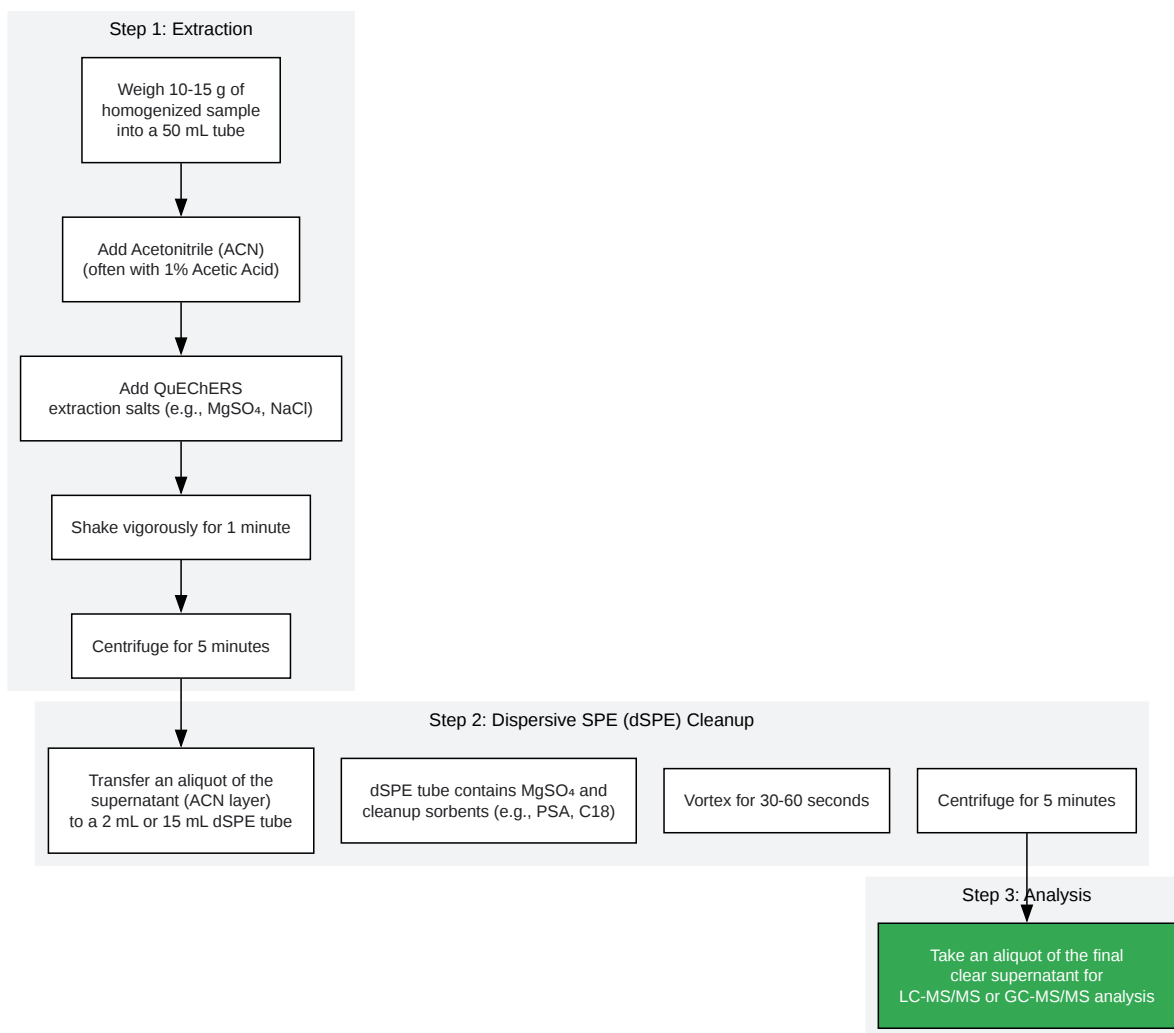 Step 1: Extraction
Weigh 10-15 g of
homogenized sample
into a 50 mL tube
Add Acetonitrile (ACN)
(often with 1% Acetic Acid)
Add QuEChERS
extraction salts (e.g., MgSO₄, NaCl)
Shake vigorously for 1 minute
Centrifuge for 5 minutes
Step 2: Dispersive SPE (dSPE) Cleanup
Transfer an aliquot of the
supernatant (ACN layer)
to a 2 mL or 15 mL dSPE tube
dSPE tube contains MgSO₄ and
cleanup sorbents (e.g., PSA, C18)
Vortex for 30-60 seconds
Centrifuge for 5 minutes
Step 3: Analysis
Take an aliquot of the final
clear supernatant for
LC-MS/MS or GC-MS/MS analysis